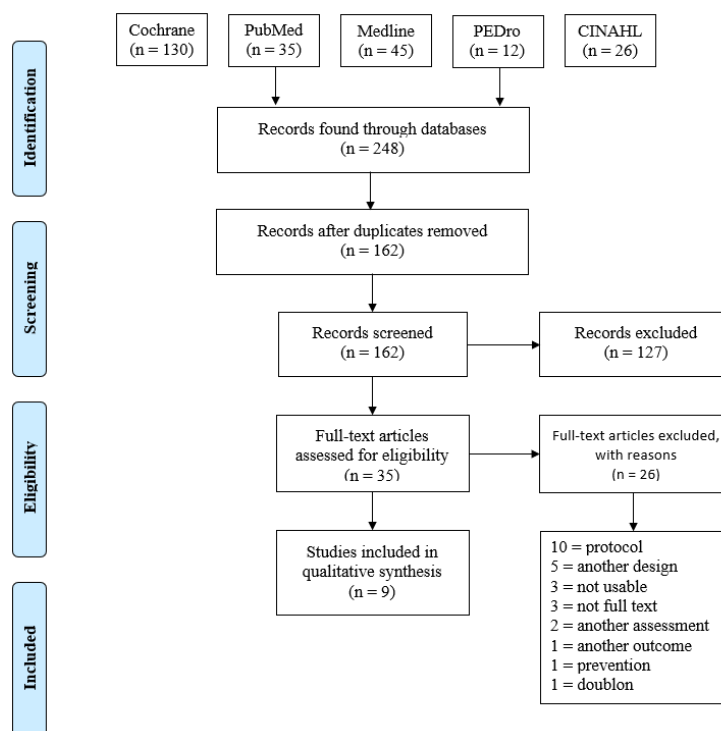 Cochrane
(n = 130)
PubMed
(n = 35)
Medline
(n = 45)
PEDro
(n = 12)
CINAHL
(n = 26)
Identification
Records found through databases
(n = 248)
Records after duplicates removed
(n = 162)
Screening
Records screened
(n = 162)
Records excluded
(n = 127)
Eligibility
Full-text articles
assessed for eligibility
(n = 35)
Full-text articles excluded,
with reasons
(n = 26)
Studies included in
qualitative synthesis
(n = 9)
10 = protocol
5 = another design
3 = not usable
3 = not full text
2 = another assessment
1 = another outcome
1 = prevention
1 = doublon
Included